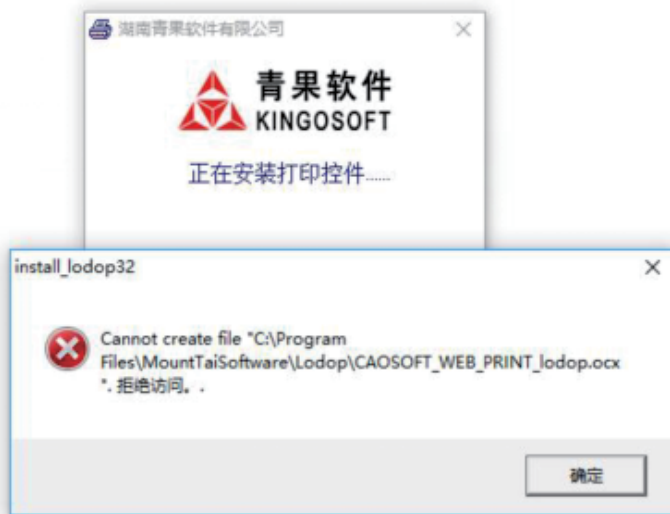 湖南青果软件有限公司
青果软件
KINGOSOFT
正在安装打印控件......
install_lodop32
Cannot create file "C:\Program
Files\MountTaiSoftware\Lodop\CAOSOFT_WEB_PRINT_lodop.ocx
". 拒绝访问。.
确定